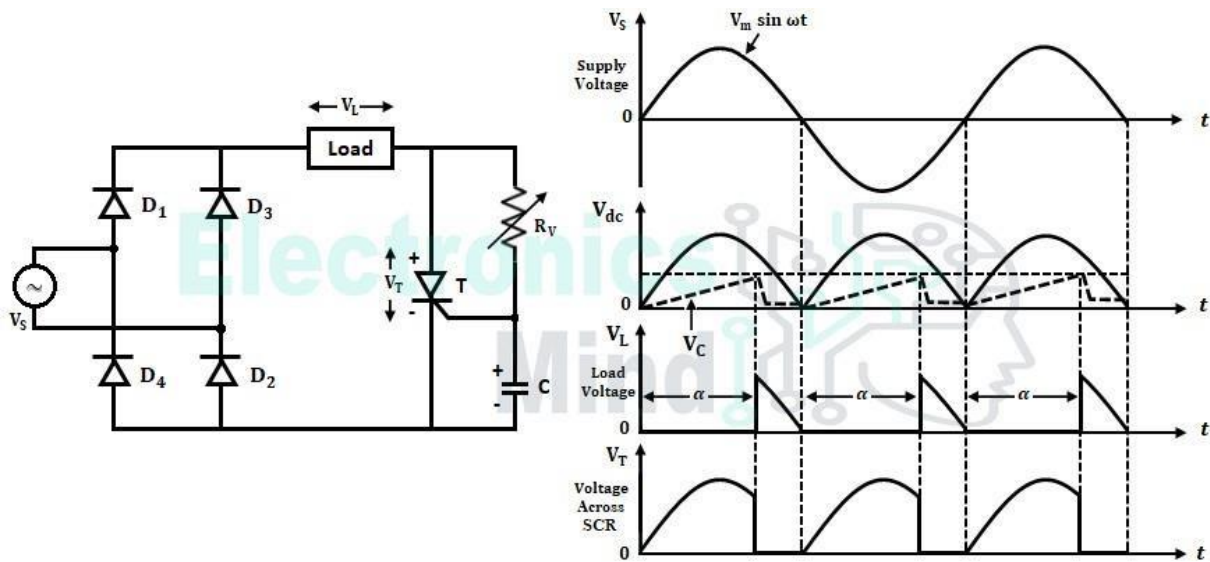 V_L
Load
D₁
D₃
R_V
+
V_T
T
-
~
V_S
D₄
D₂
+
C
-
V_S
V_m sin ωt
Supply
Voltage
0
t
V_dc
0
t
V_C
V_L
Load
Voltage
α
α
α
0
t
V_T
Voltage
Across
SCR
0
t
Electronics
Mind